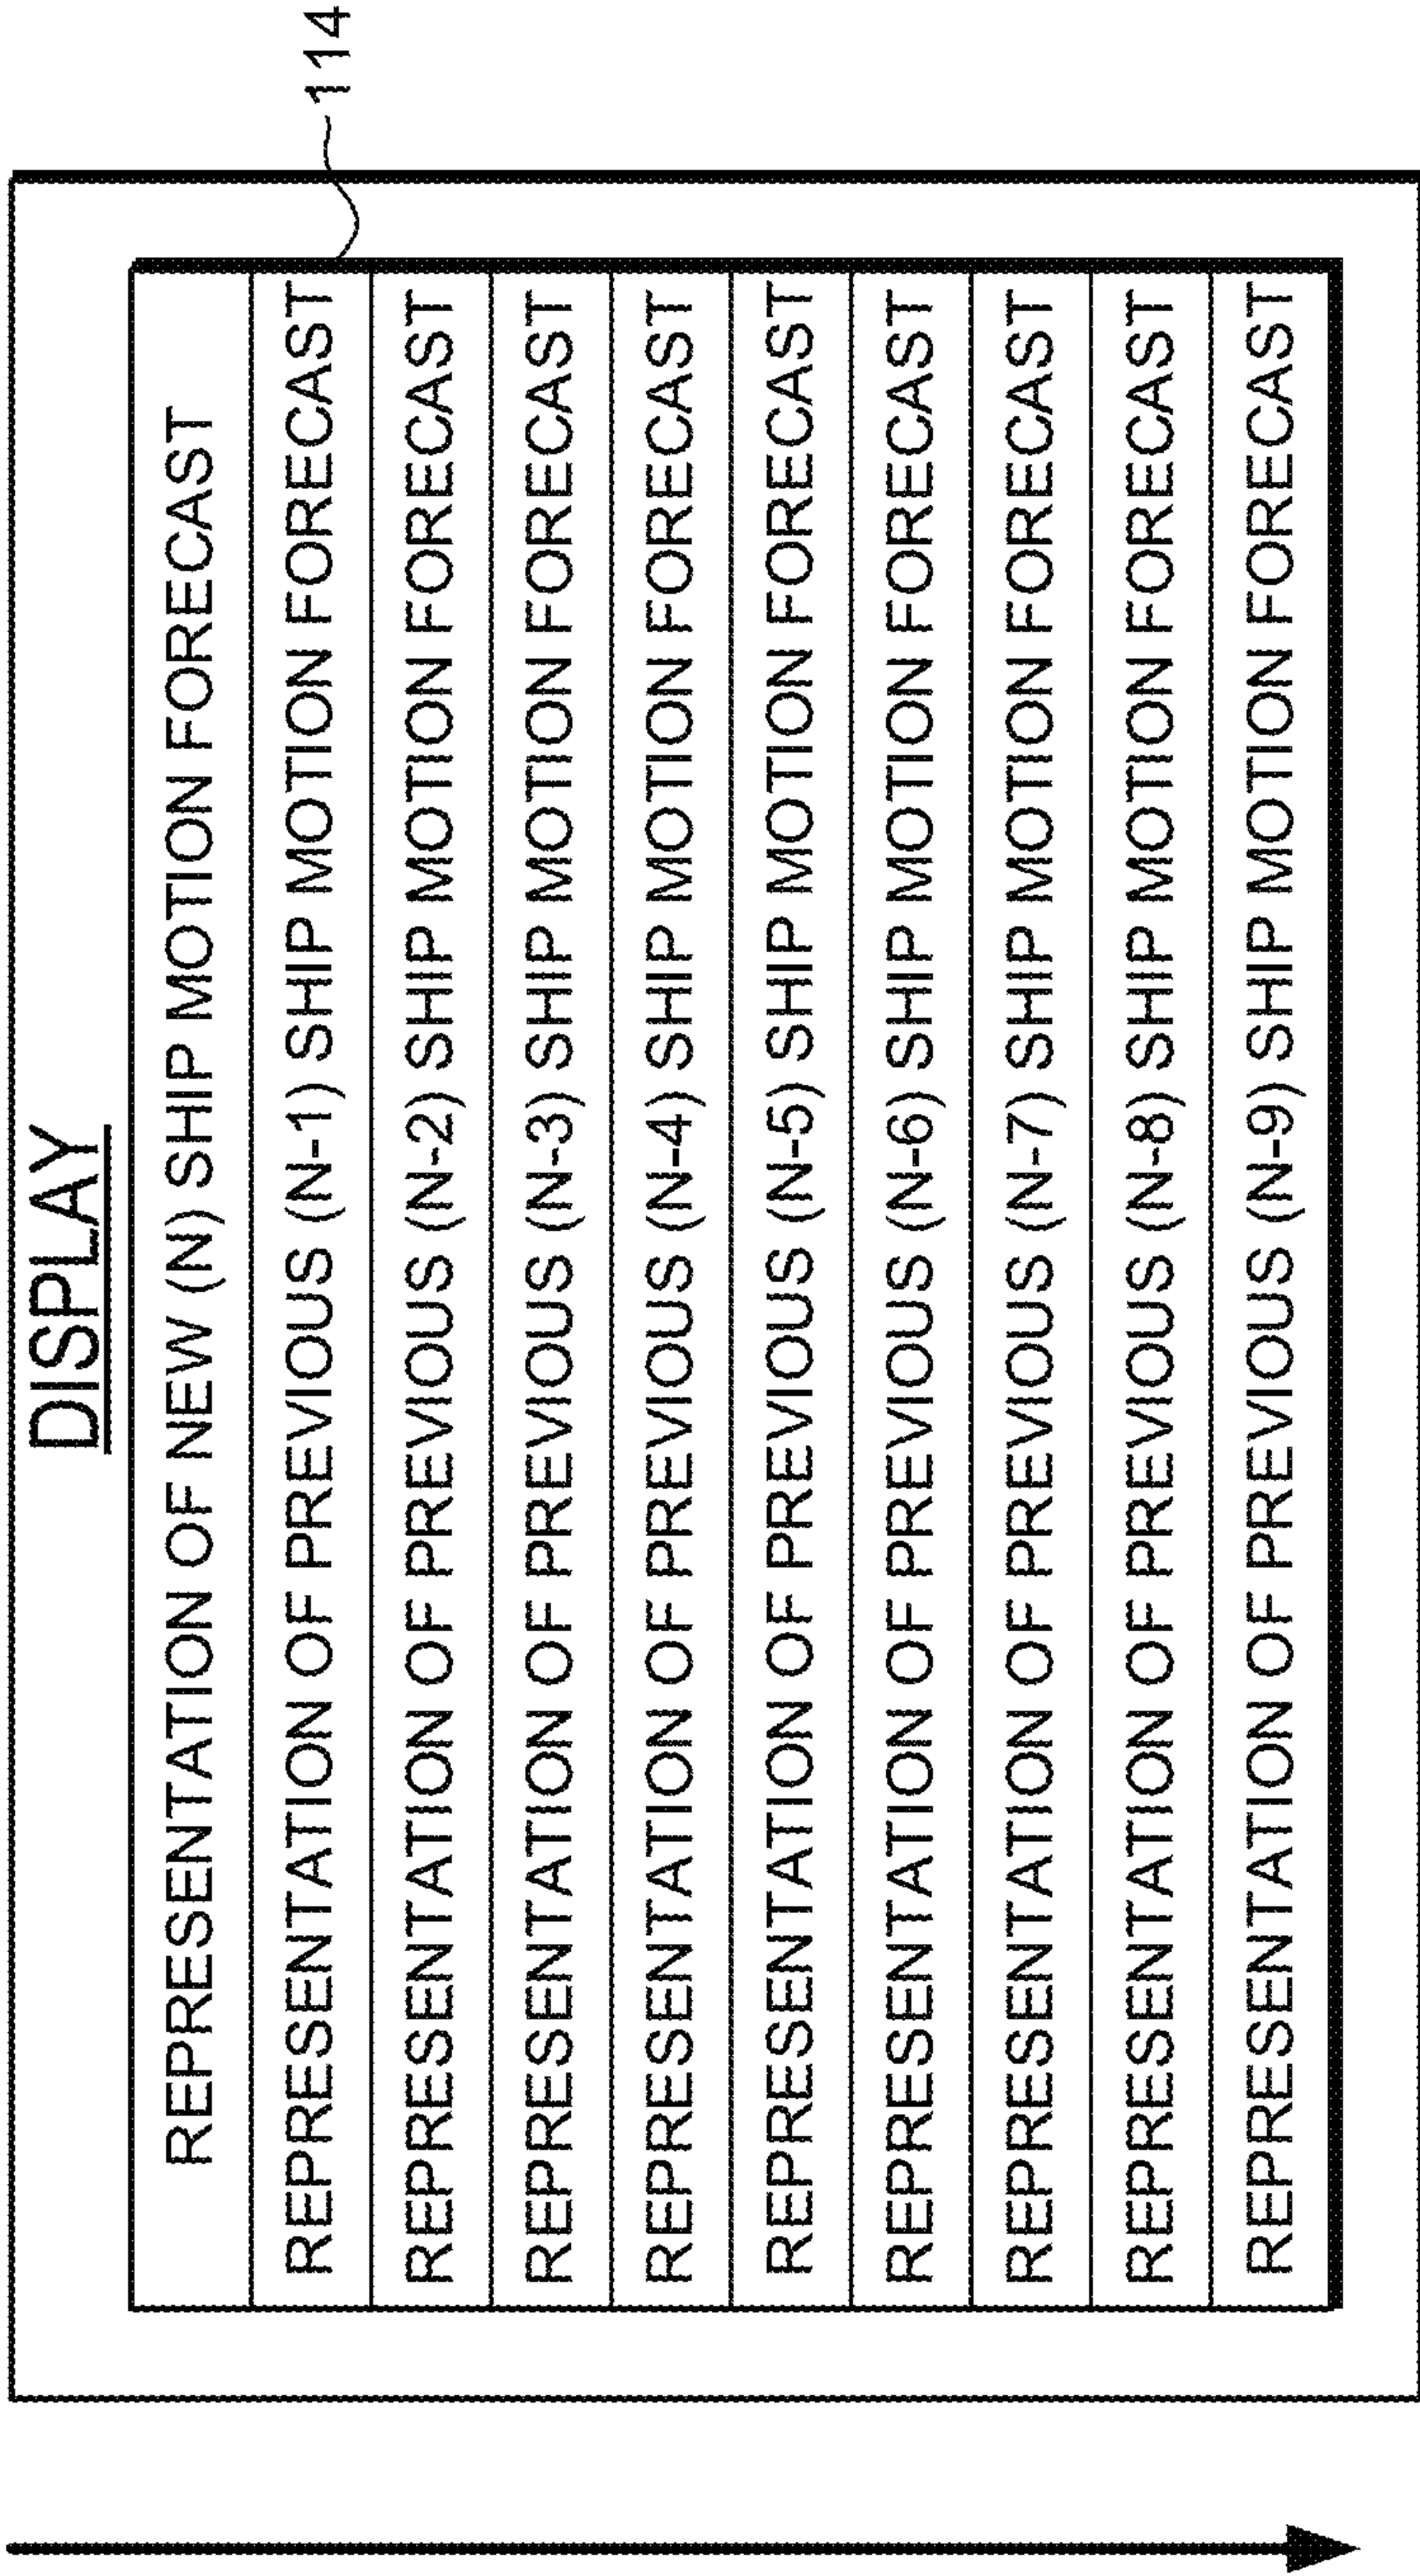 DISPLAY
114
REPRESENTATION OF NEW (N) SHIP MOTION FORECAST
REPRESENTATION OF PREVIOUS (N-1) SHIP MOTION FORECAST
REPRESENTATION OF PREVIOUS (N-2) SHIP MOTION FORECAST
REPRESENTATION OF PREVIOUS (N-3) SHIP MOTION FORECAST
REPRESENTATION OF PREVIOUS (N-4) SHIP MOTION FORECAST
REPRESENTATION OF PREVIOUS (N-5) SHIP MOTION FORECAST
REPRESENTATION OF PREVIOUS (N-6) SHIP MOTION FORECAST
REPRESENTATION OF PREVIOUS (N-7) SHIP MOTION FORECAST
REPRESENTATION OF PREVIOUS (N-8) SHIP MOTION FORECAST
REPRESENTATION OF PREVIOUS (N-9) SHIP MOTION FORECAST